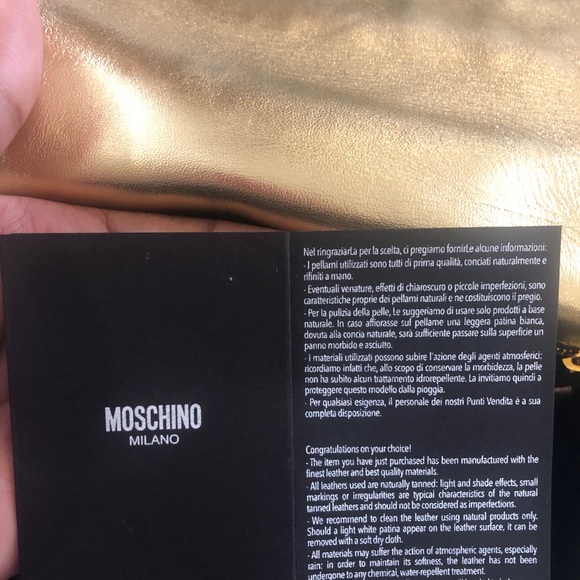 MOSCHINO
MILANO
Nel ringraziarLa per la scelta, ci pregiamo fornirLe alcune informazioni:
- I pellami utilizzati sono tutti di prima qualità, conciati naturalmente e
rifiniti a mano.
- Eventuali venature, effetti di chiaroscuro o piccole imperfezioni, sono
caratteristiche proprie dei pellami naturali e ne costituiscono il pregio.
- Per la pulizia della pelle, Le suggeriamo di usare solo prodotti a base
naturale. In caso affiorasse sul pellame una leggera patina bianca,
dovuta alla concia naturale, sarà sufficiente passare sulla superficie un
panno morbido e asciutto.
- I materiali utilizzati possono subire l'azione degli agenti atmosferici:
ricordiamo infatti che, allo scopo di conservare la morbidezza, la pelle
non ha subito alcun trattamento idrorepellente. La invitiamo quindi a
proteggere questo modello dalla pioggia.
- Per qualsiasi esigenza, il personale dei nostri Punti Vendita è a sua
completa disposizione.
Congratulations on your choice!
- The item you have just purchased has been manufactured with the
finest leather and best quality materials.
- All leathers used are naturally tanned: light and shade effects, small
markings or irregularities are typical characteristics of the natural
tanned leathers and should not be considered as imperfections.
- We recommend to clean the leather using natural products only.
Should a light white patina appear on the leather surface, it can be
removed with a soft dry cloth.
- All materials may suffer the action of atmospheric agents, especially
rain: in order to maintain its softness, the leather has not been
undergone to any chemical, water-repellent treatment.